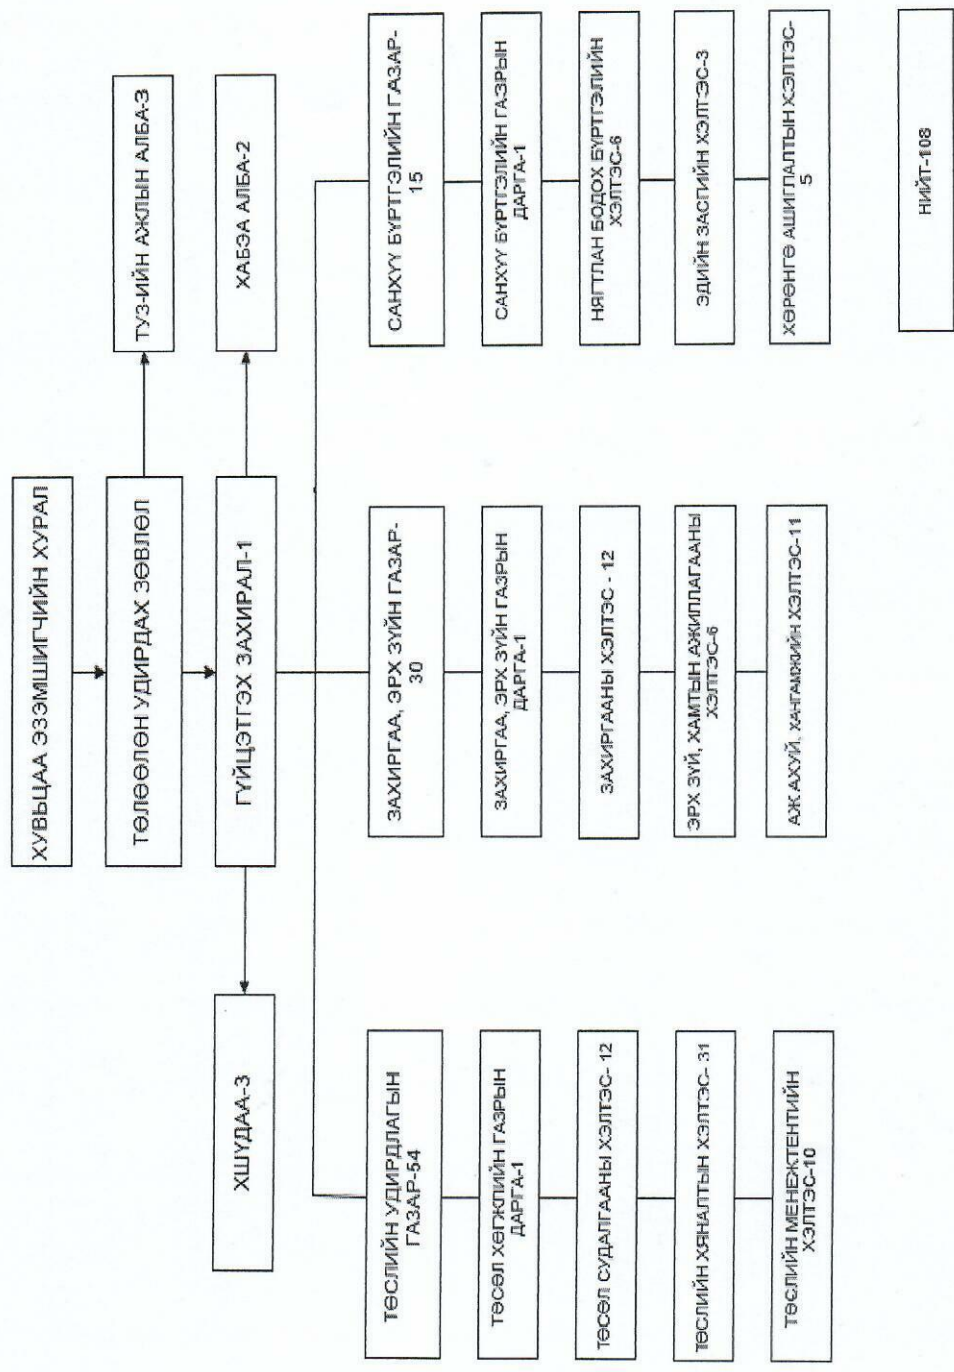 ХУВЬЦАА ЭЗЭМШИГЧИЙН ХУРАЛ
ТӨЛӨӨЛӨН УДИРДАХ ЗӨВЛӨЛ
ТУЗ-ИЙН АЖЛЫН АЛБА-3
ХШУДАА-3
ГҮЙЦЭТГЭХ ЗАХИРАЛ-1
ХАБЭА АЛБА-2
ТӨСЛИЙН УДИРДЛАГЫН
ГАЗАР-54
ТӨСӨЛ ХӨГЖЛИЙН ГАЗРЫН
ДАРГА-1
ТӨСӨЛ СУДАЛГААНЫ ХЭЛТЭС- 12
ТӨСЛИЙН ХЯНАЛТЫН ХЭЛТЭС- 31
ТӨСЛИЙН МЕНЕЖТЕНТИЙН
ХЭЛТЭС-10
ЗАХИРГАА, ЭРХ ЗҮЙН ГАЗАР-
30
ЗАХИРГАА, ЭРХ ЗҮЙН ГАЗРЫН
ДАРГА-1
ЗАХИРГААНЫ ХЭЛТЭС - 12
ЭРХ ЗҮЙ, ХАМТЫН АЖИЛЛАГААНЫ
ХЭЛТЭС-6
АЖ АХУЙ, ХАНГАМЖИЙН ХЭЛТЭС-11
САНХҮҮ БҮРТГЭЛИЙН ГАЗАР-
15
САНХҮҮ БҮРТГЭЛИЙН ГАЗРЫН
ДАРГА-1
НЯГТЛАН БОДОХ БҮРТГЭЛИЙН
ХЭЛТЭС-6
ЭДИЙН ЗАСГИЙН ХЭЛТЭС-3
ХӨРӨНГӨ АШИГЛАЛТЫН ХЭЛТЭС-
5
НИЙТ-108